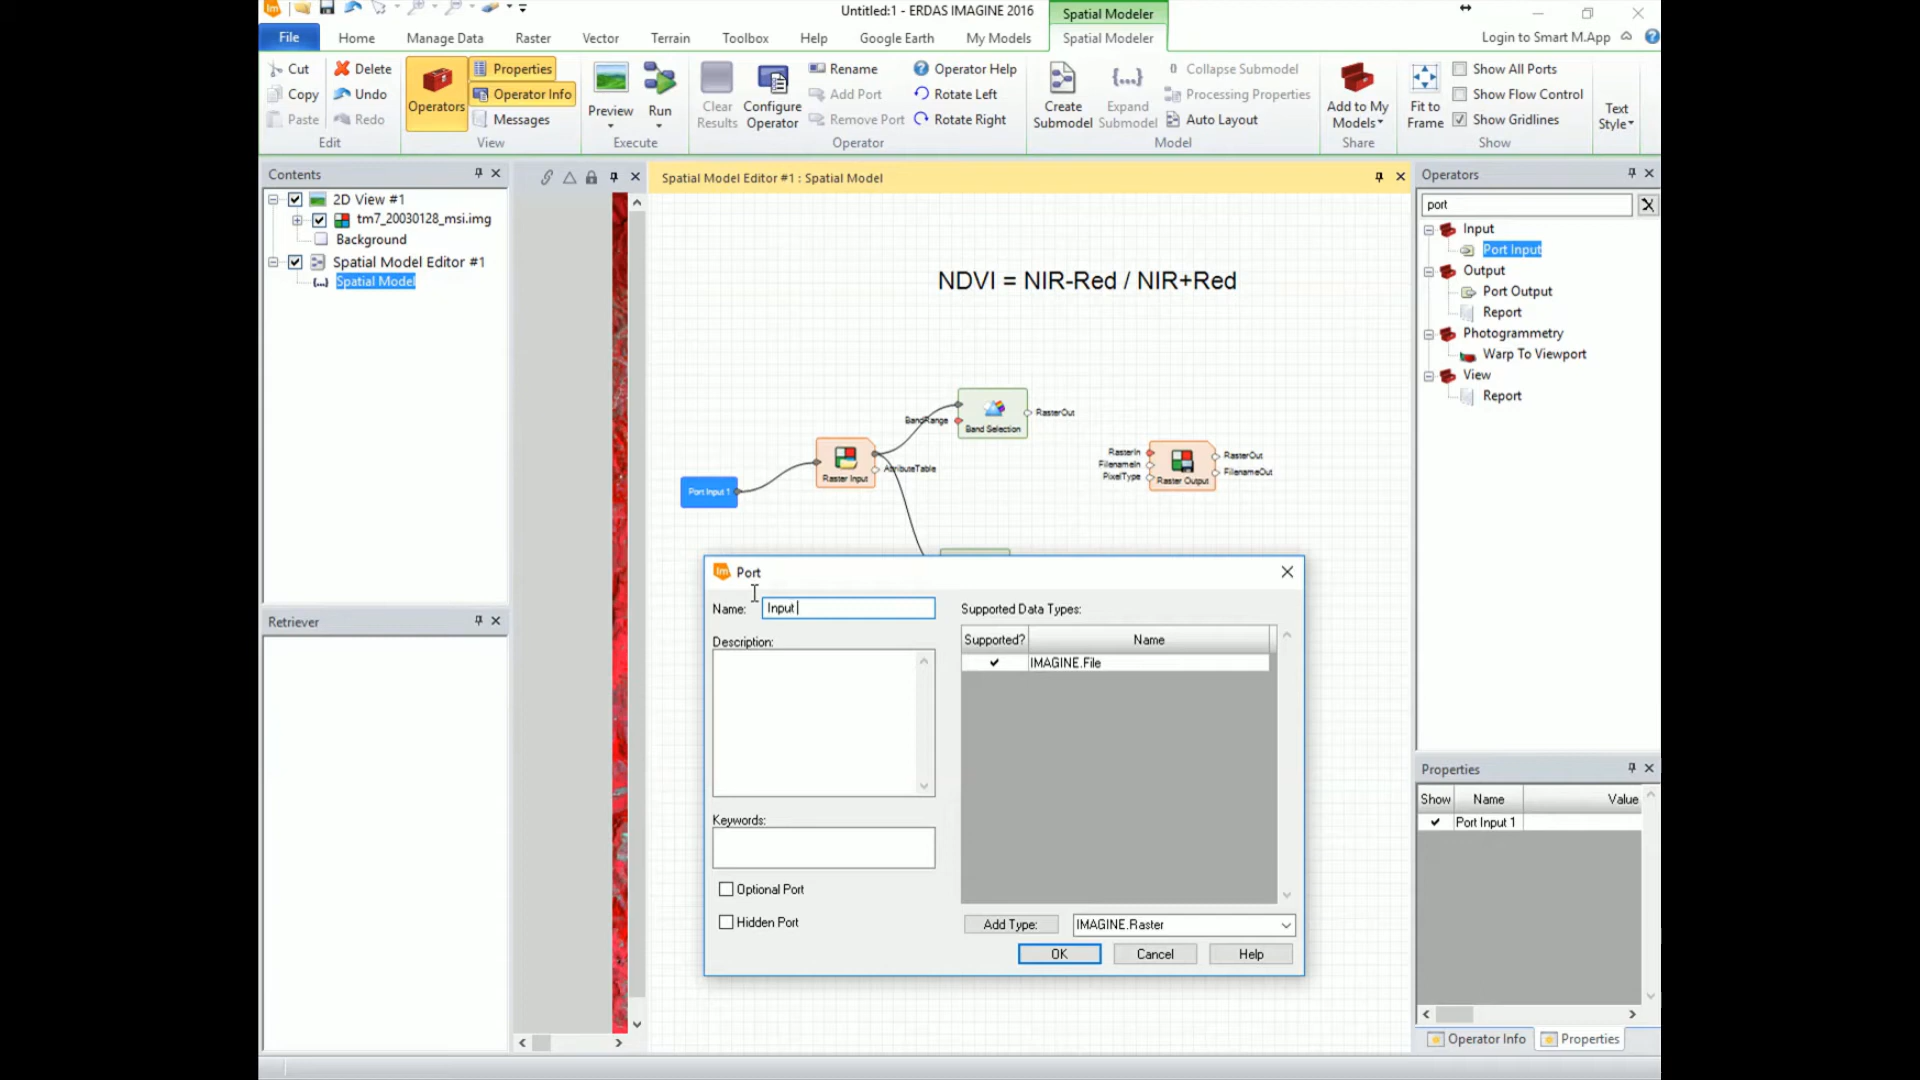 Untitled:1 - ERDAS IMAGINE 2016
Spatial Modeler
File
Home
Manage Data
Raster
Vector
Terrain
Toolbox
Help
Google Earth
My Models
Spatial Modeler
Login to Smart M.App
Cut
Copy
Paste
Delete
Undo
Redo
Edit
Operators
Properties
Operator Info
Messages
View
Preview
Run
Execute
Clear Results
Configure Operator
Rename
Add Port
Remove Port
Operator Help
Rotate Left
Rotate Right
Operator
Create Submodel
Expand Submodel
Collapse Submodel
Processing Properties
Auto Layout
Model
Add to My Models
Share
Fit to Frame
Show All Ports
Show Flow Control
Show Gridlines
Show
Text Style
Contents
2D View #1
tm7_20030128_msi.img
Background
Spatial Model Editor #1
Spatial Model
Retriever
Spatial Model Editor #1 : Spatial Model
NDVI = NIR-Red / NIR+Red
Port Input 1
Raster Input
AttributeTable
BandRange
Band Selection
RasterOut
RasterIn
FilenameIn
PixelType
Raster Output
RasterOut
FilenameOut
Port
Name: Input
Description:
Keywords:
Optional Port
Hidden Port
Supported Data Types:
Supported? Name
IMAGINE.File
Add Type: IMAGINE.Raster
OK Cancel Help
Operators
port
Input
Port Input
Output
Port Output
Report
Photogrammetry
Warp To Viewport
View
Report
Properties
Show Name Value
Port Input 1
Operator Info
Properties